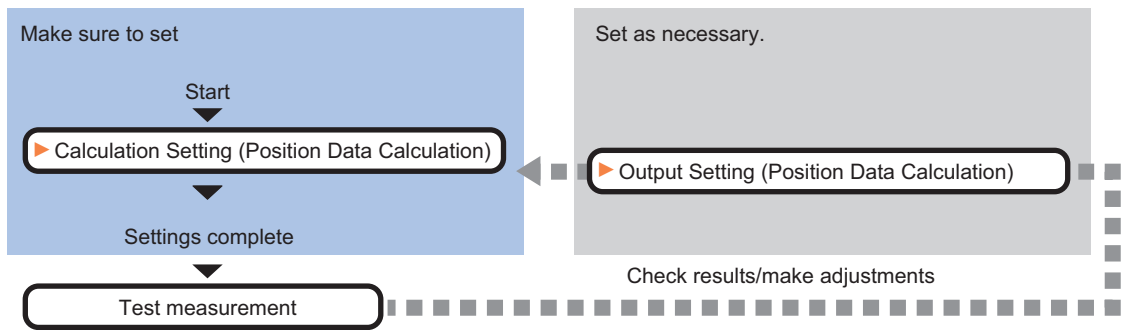 Make sure to set
Start
Calculation Setting (Position Data Calculation)
Settings complete
Test measurement
Set as necessary.
Output Setting (Position Data Calculation)
Check results/make adjustments